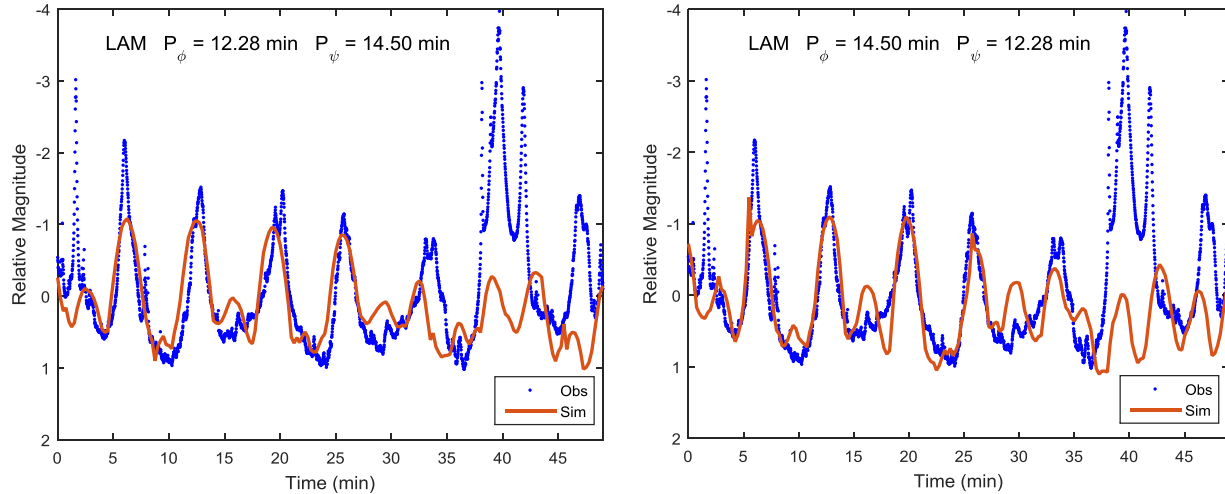 LAM P_ϕ = 12.28 min P_ψ = 14.50 min
Relative Magnitude
-4
-3
-2
-1
0
1
2
0 5 10 15 20 25 30 35 40 45
Time (min)
Obs
Sim
LAM P_ϕ = 14.50 min P_ψ = 12.28 min
Relative Magnitude
-4
-3
-2
-1
0
1
2
0 5 10 15 20 25 30 35 40 45
Time (min)
Obs
Sim